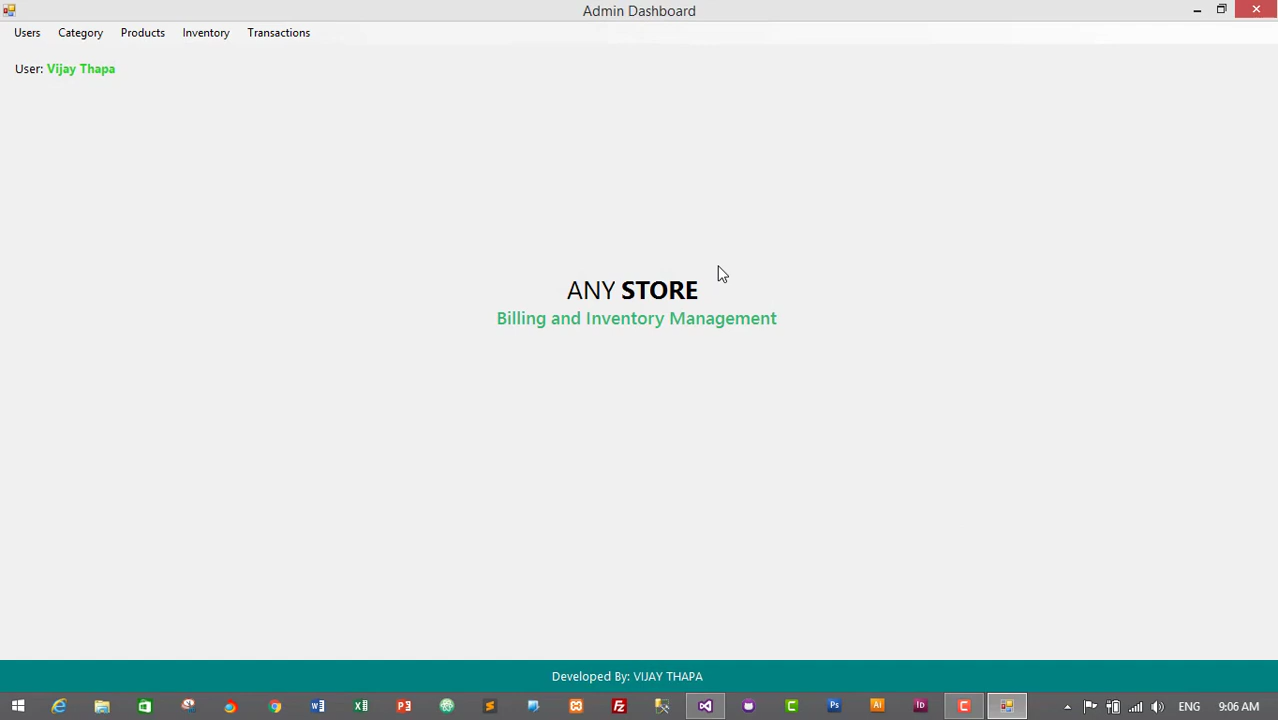 Admin Dashboard
Users Category Products Inventory Transactions
User: Vijay Thapa
ANY STORE
Billing and Inventory Management
Developed By: VIJAY THAPA
ENG 9:06 AM